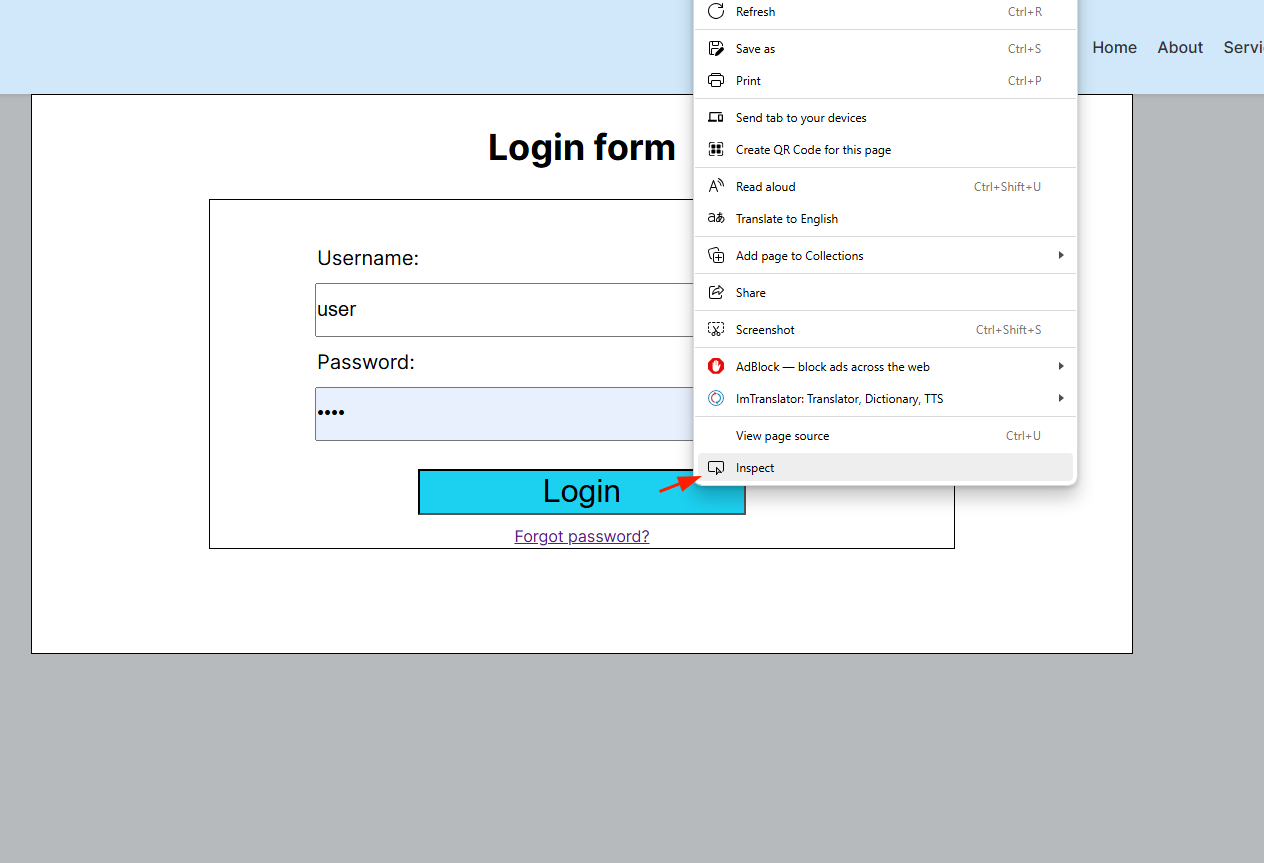 Refresh Ctrl+R
Save as Ctrl+S
Home About Servi
Print Ctrl+P
Send tab to your devices
Create QR Code for this page
Read aloud Ctrl+Shift+U
Translate to English
Add page to Collections
Share
Screenshot Ctrl+Shift+S
AdBlock — block ads across the web
ImTranslator: Translator, Dictionary, TTS
View page source Ctrl+U
Inspect
Login form
Username:
user
Password:
••••
Login
Forgot password?